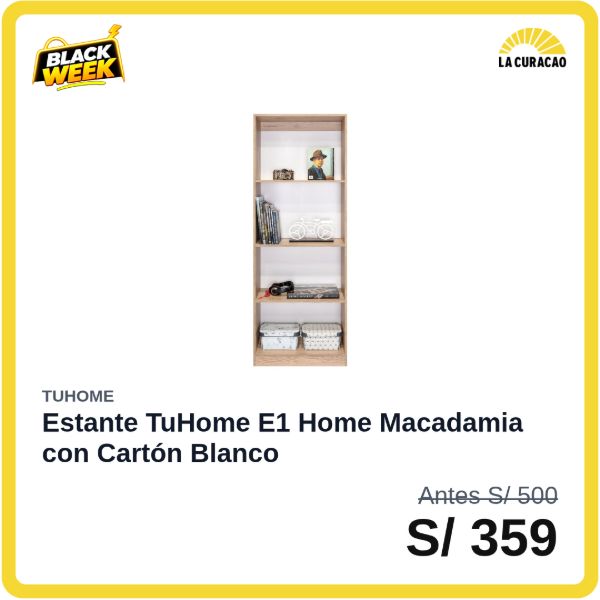 BLACK
WEEK
LA CURACAO
TUHOME
Estante TuHome E1 Home Macadamia
con Cartón Blanco
Antes S/ 500
S/ 359